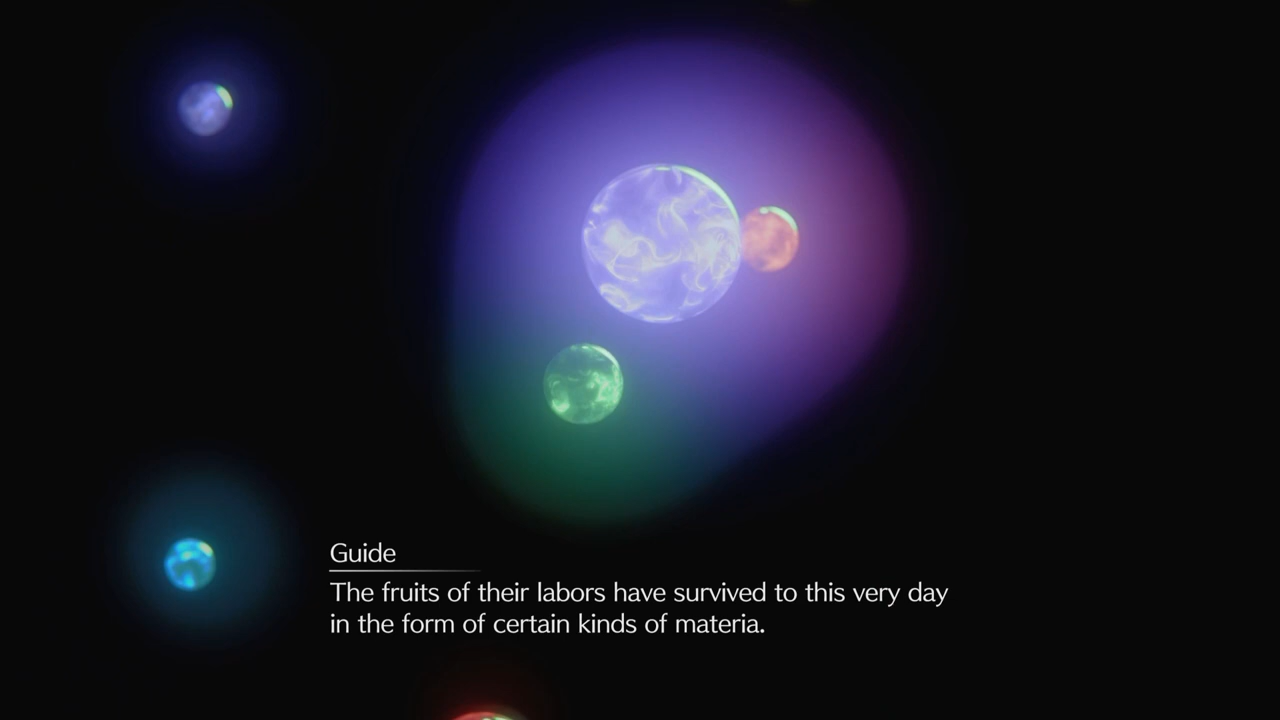 Guide
The fruits of their labors have survived to this very day
in the form of certain kinds of materia.